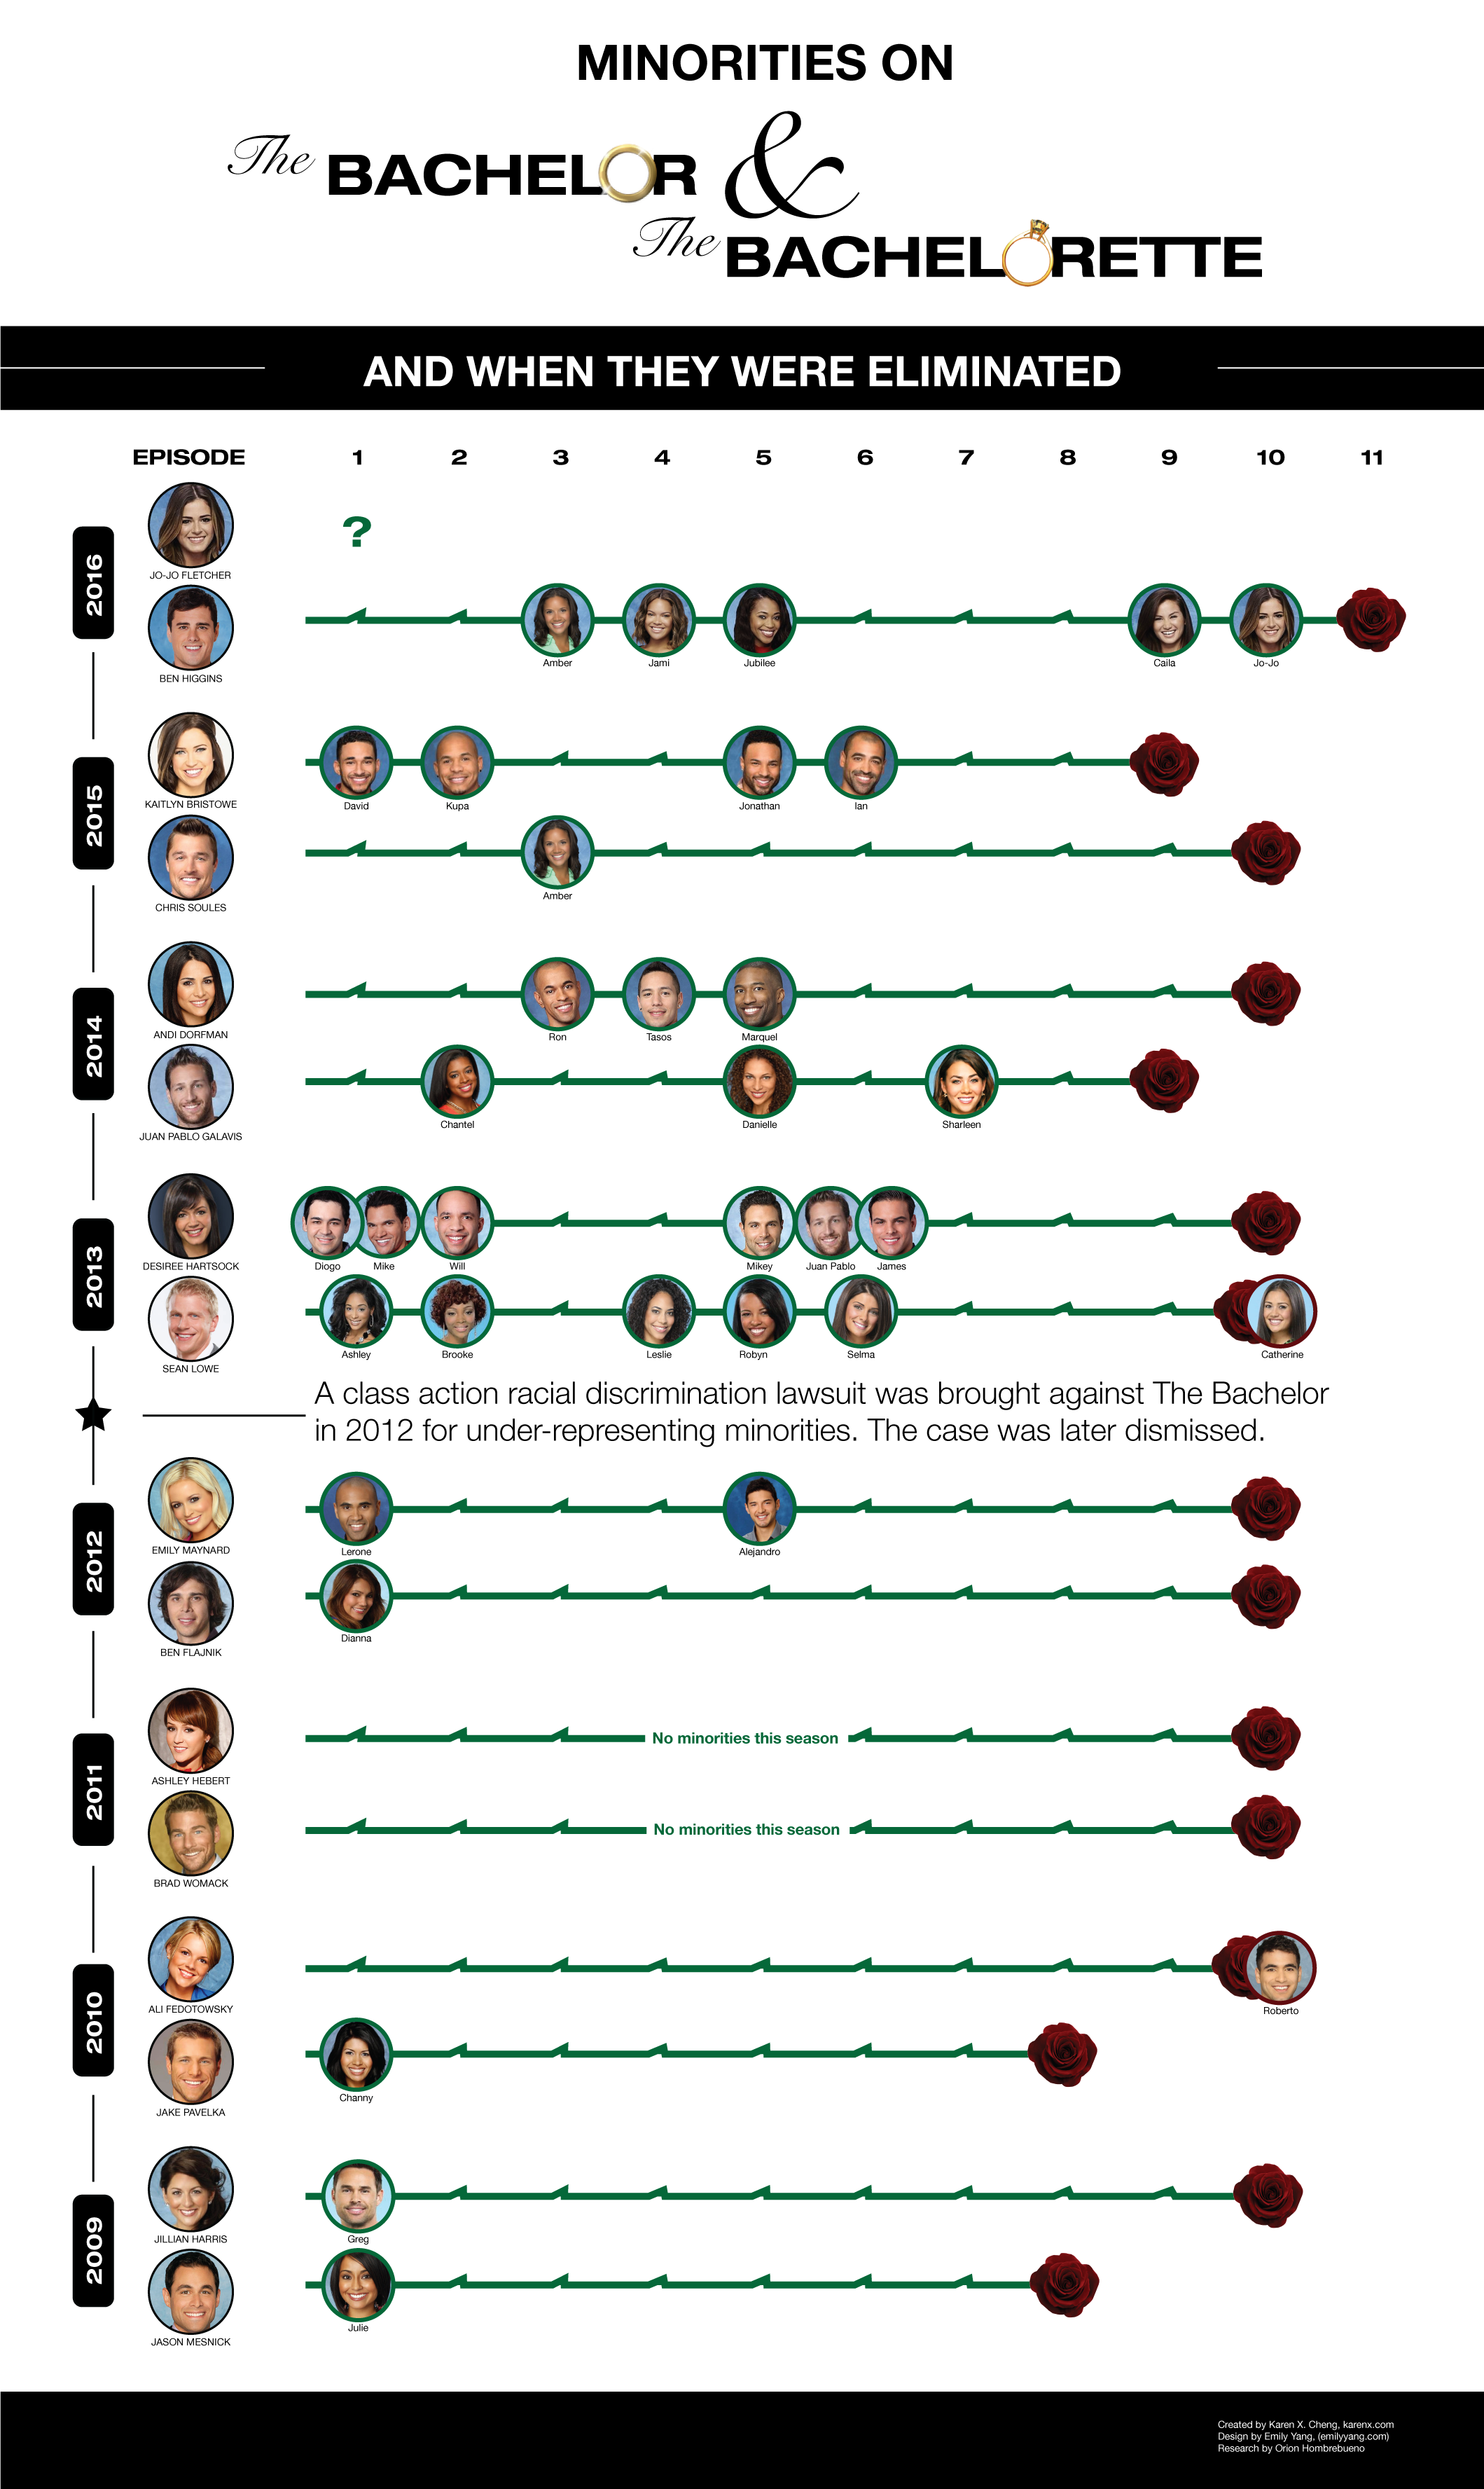 MINORITIES ON
The BACHELOR &
The BACHELORETTE
AND WHEN THEY WERE ELIMINATED
EPISODE 1 2 3 4 5 6 7 8 9 10 11
2016
JO-JO FLETCHER
?
BEN HIGGINS
Amber Jami Jubilee Caila Jo-Jo
2015
KAITLYN BRISTOWE
David Kupa Jonathan Ian
CHRIS SOULES
Amber
2014
ANDI DORFMAN
Ron Tasos Marquel
JUAN PABLO GALAVIS
Chantel Danielle Sharleen
2013
DESIREE HARTSOCK
Diogo Mike Will Mikey Juan Pablo James
SEAN LOWE
Ashley Brooke Leslie Robyn Selma Catherine
A class action racial discrimination lawsuit was brought against The Bachelor
in 2012 for under-representing minorities. The case was later dismissed.
2012
EMILY MAYNARD
Lerone Alejandro
BEN FLAJNIK
Dianna
2011
ASHLEY HEBERT
No minorities this season
BRAD WOMACK
No minorities this season
2010
ALI FEDOTOWSKY
Roberto
JAKE PAVELKA
Channy
2009
JILLIAN HARRIS
Greg
JASON MESNICK
Julie
Created by Karen X. Cheng, karenx.com
Design by Emily Yang, (emilyyang.com)
Research by Orion Hombrebueno